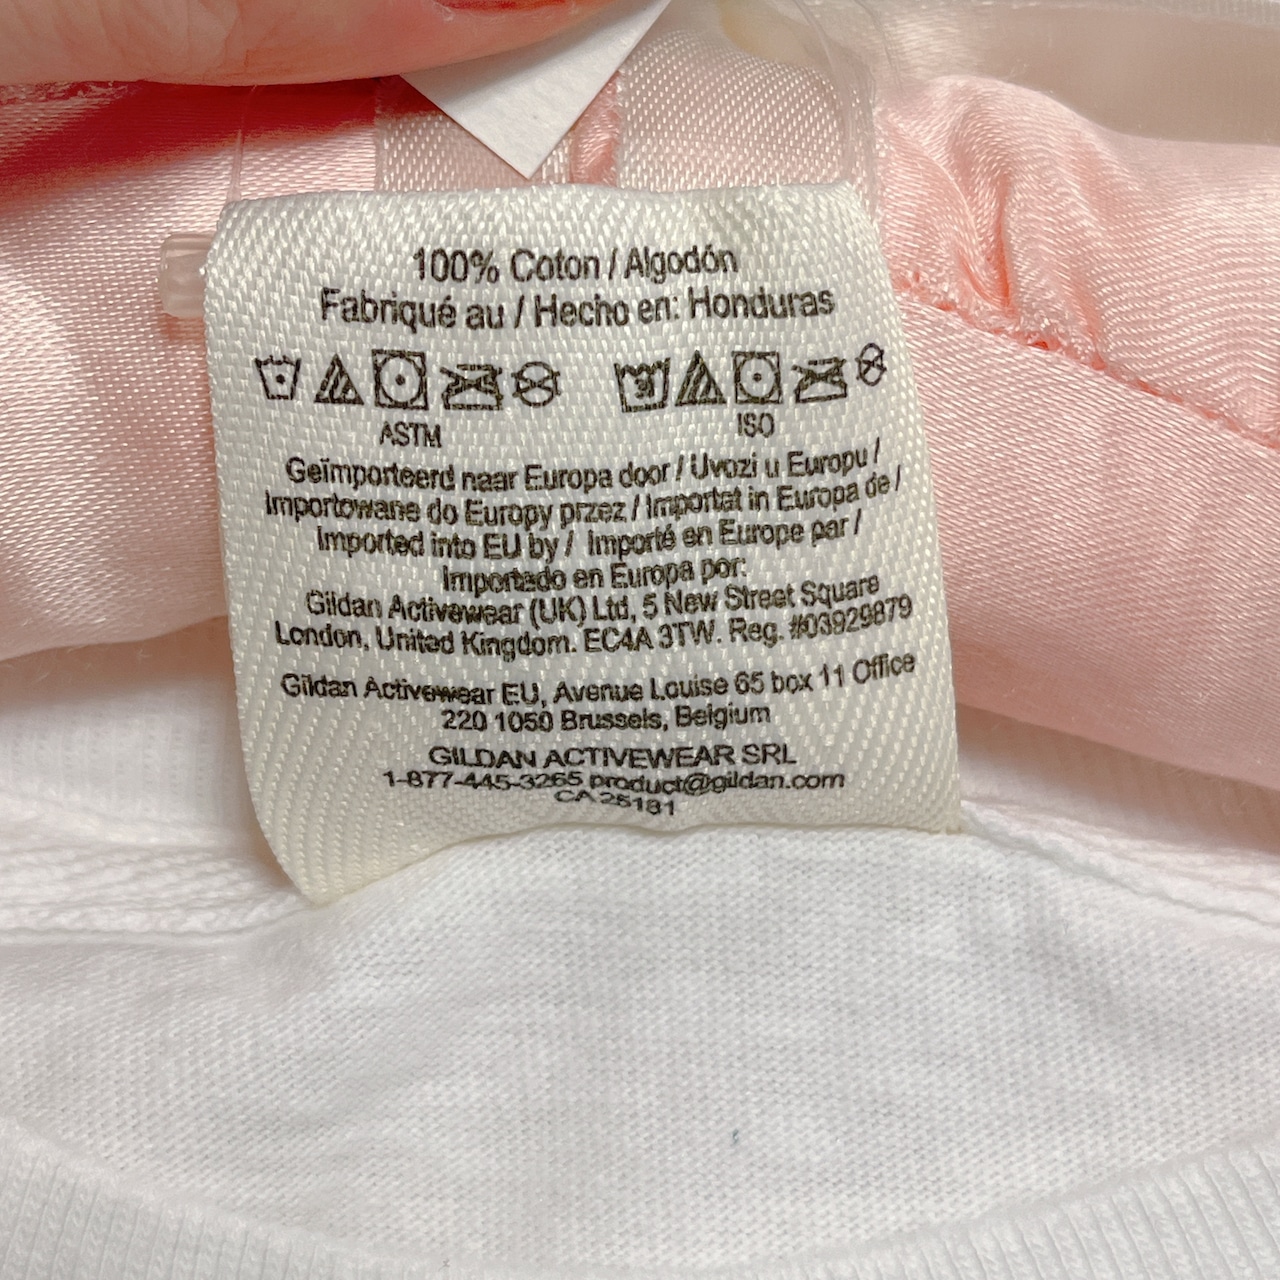 100% Coton / Algodón
Fabriqué au / Hecho en: Honduras
ASTM ISO
Geïmporteerd naar Europa door / Uvozi u Europu /
Importowane do Europy przez / Importat in Europa de /
Imported into EU by / Importé en Europe par /
Importado en Europa por:
Gildan Activewear (UK) Ltd, 5 New Street Square
London, United Kingdom. EC4A 3TW. Reg. #03929879
Gildan Activewear EU, Avenue Louise 65 box 11 Office
220 1050 Brussels, Belgium
GILDAN ACTIVEWEAR SRL
1-877-445-3265 product@gildan.com
CA 25181